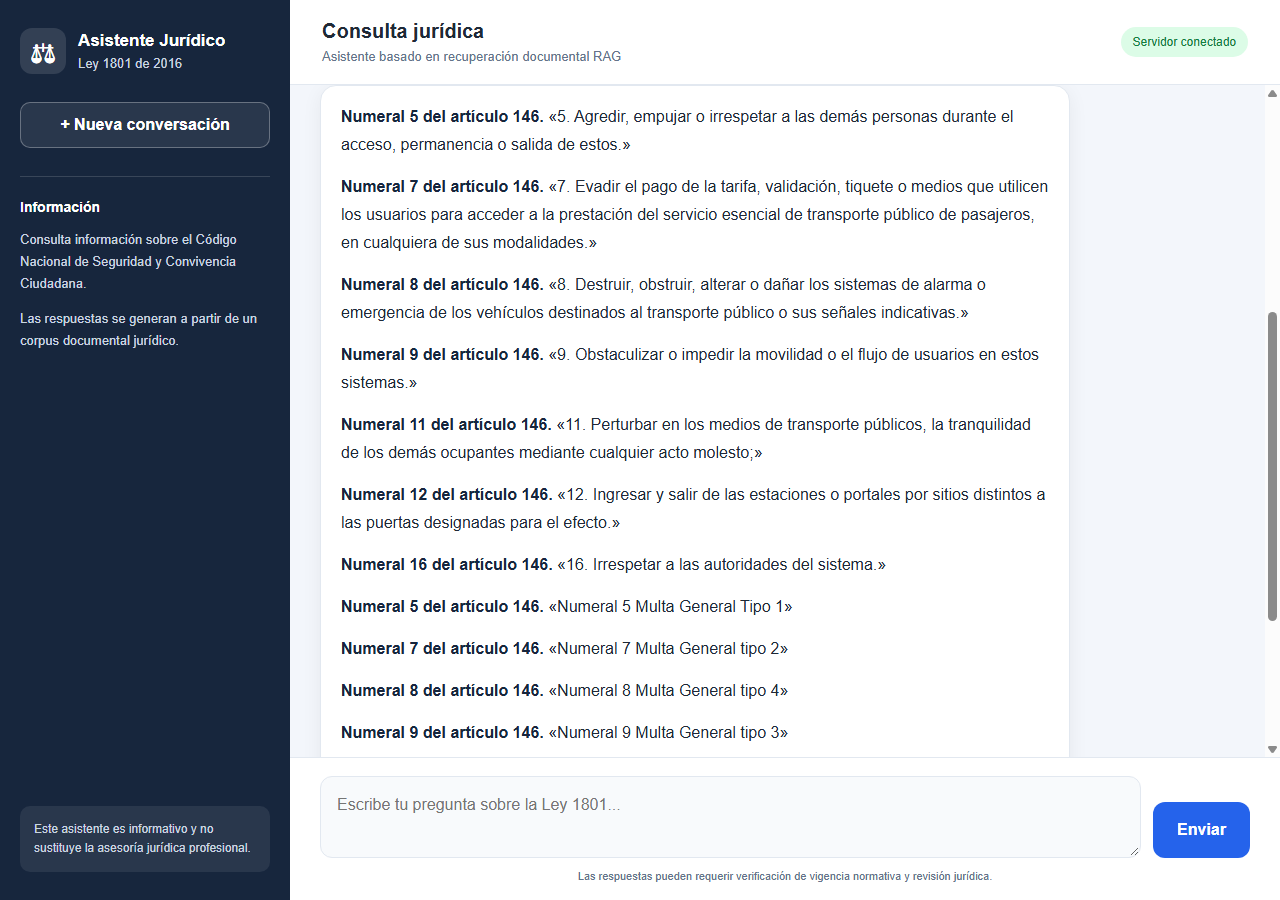 Asistente Jurídico
Ley 1801 de 2016
+ Nueva conversación
Información
Consulta información sobre el Código
Nacional de Seguridad y Convivencia
Ciudadana.
Las respuestas se generan a partir de un
corpus documental jurídico.
Este asistente es informativo y no
sustituye la asesoría jurídica profesional.
Consulta jurídica
Asistente basado en recuperación documental RAG
Servidor conectado
Numeral 5 del artículo 146. «5. Agredir, empujar o irrespetar a las demás personas durante el
acceso, permanencia o salida de estos.»
Numeral 7 del artículo 146. «7. Evadir el pago de la tarifa, validación, tiquete o medios que utilicen
los usuarios para acceder a la prestación del servicio esencial de transporte público de pasajeros,
en cualquiera de sus modalidades.»
Numeral 8 del artículo 146. «8. Destruir, obstruir, alterar o dañar los sistemas de alarma o
emergencia de los vehículos destinados al transporte público o sus señales indicativas.»
Numeral 9 del artículo 146. «9. Obstaculizar o impedir la movilidad o el flujo de usuarios en estos
sistemas.»
Numeral 11 del artículo 146. «11. Perturbar en los medios de transporte públicos, la tranquilidad
de los demás ocupantes mediante cualquier acto molesto;»
Numeral 12 del artículo 146. «12. Ingresar y salir de las estaciones o portales por sitios distintos a
las puertas designadas para el efecto.»
Numeral 16 del artículo 146. «16. Irrespetar a las autoridades del sistema.»
Numeral 5 del artículo 146. «Numeral 5 Multa General Tipo 1»
Numeral 7 del artículo 146. «Numeral 7 Multa General tipo 2»
Numeral 8 del artículo 146. «Numeral 8 Multa General tipo 4»
Numeral 9 del artículo 146. «Numeral 9 Multa General tipo 3»
Escribe tu pregunta sobre la Ley 1801...
Enviar
Las respuestas pueden requerir verificación de vigencia normativa y revisión jurídica.